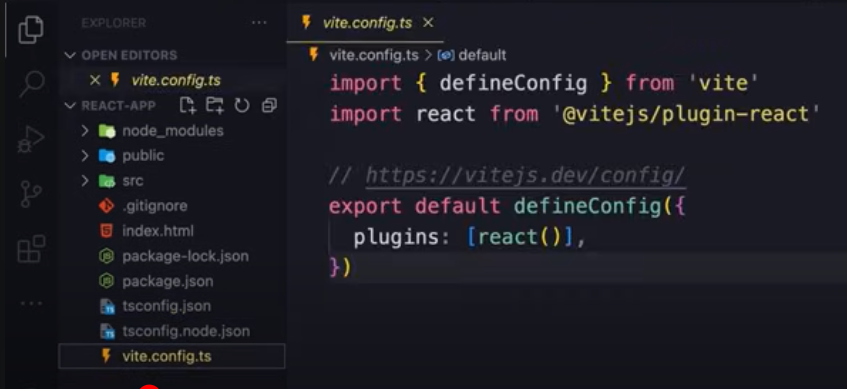 EXPLORER
OPEN EDITORS
vite.config.ts
REACT-APP
node_modules
public
src
.gitignore
index.html
package-lock.json
package.json
tsconfig.json
tsconfig.node.json
vite.config.ts
vite.config.ts
vite.config.ts > default
import { defineConfig } from 'vite'
import react from '@vitejs/plugin-react'
// https://vitejs.dev/config/
export default defineConfig({
plugins: [react()],
})